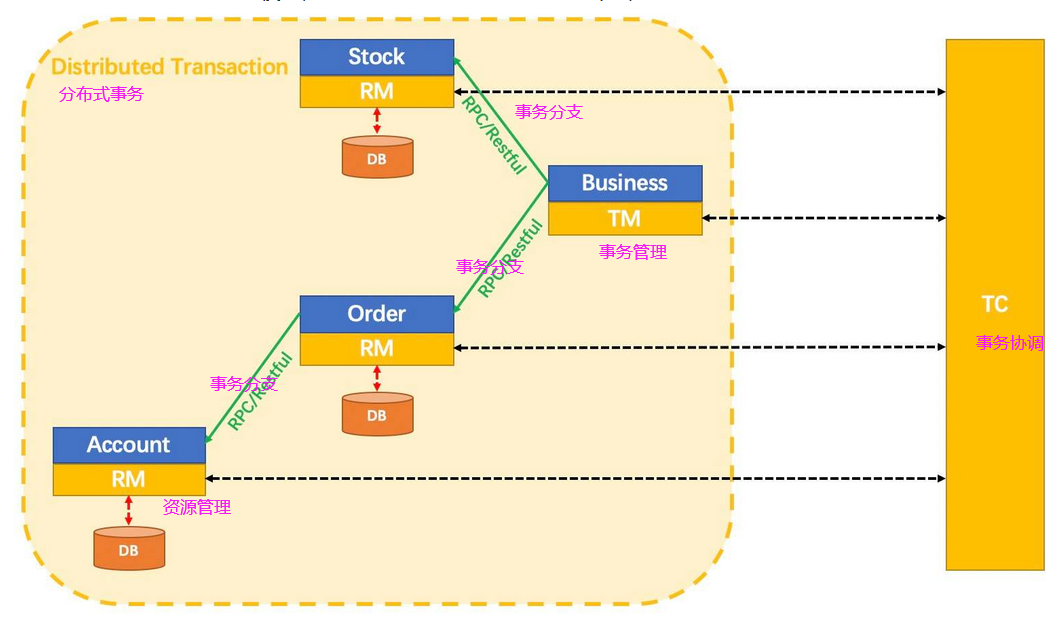 Distributed Transaction
分布式事务
Stock
RM
DB
RPC/Restful
事务分支
Business
TM
事务管理
RPC/Restful
事务分支
Order
RM
DB
RPC/Restful
事务分支
Account
RM
资源管理
DB
TC
事务协调